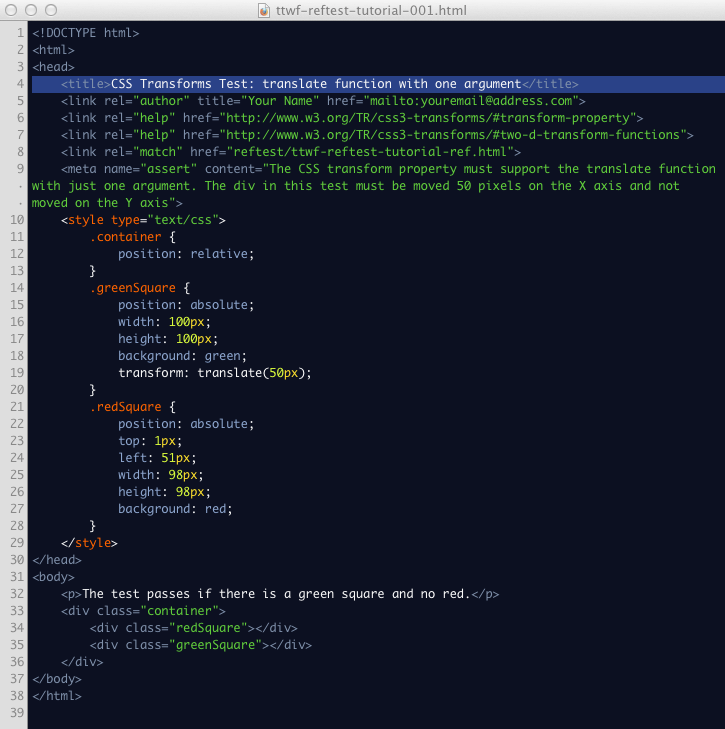 ttwf-reftest-tutorial-001.html
1 <!DOCTYPE html>
2 <html>
3 <head>
4     <title>CSS Transforms Test: translate function with one argument</title>
5     <link rel="author" title="Your Name" href="mailto:youremail@address.com">
6     <link rel="help" href="http://www.w3.org/TR/css3-transforms/#transform-property">
7     <link rel="help" href="http://www.w3.org/TR/css3-transforms/#two-d-transform-functions">
8     <link rel="match" href="reftest/ttwf-reftest-tutorial-ref.html">
9     <meta name="assert" content="The CSS transform property must support the translate function
· with just one argument. The div in this test must be moved 50 pixels on the X axis and not
· moved on the Y axis">
10     <style type="text/css">
11         .container {
12             position: relative;
13         }
14         .greenSquare {
15             position: absolute;
16             width: 100px;
17             height: 100px;
18             background: green;
19             transform: translate(50px);
20         }
21         .redSquare {
22             position: absolute;
23             top: 1px;
24             left: 51px;
25             width: 98px;
26             height: 98px;
27             background: red;
28         }
29     </style>
30 </head>
31 <body>
32     <p>The test passes if there is a green square and no red.</p>
33     <div class="container">
34         <div class="redSquare"></div>
35         <div class="greenSquare"></div>
36     </div>
37 </body>
38 </html>
39